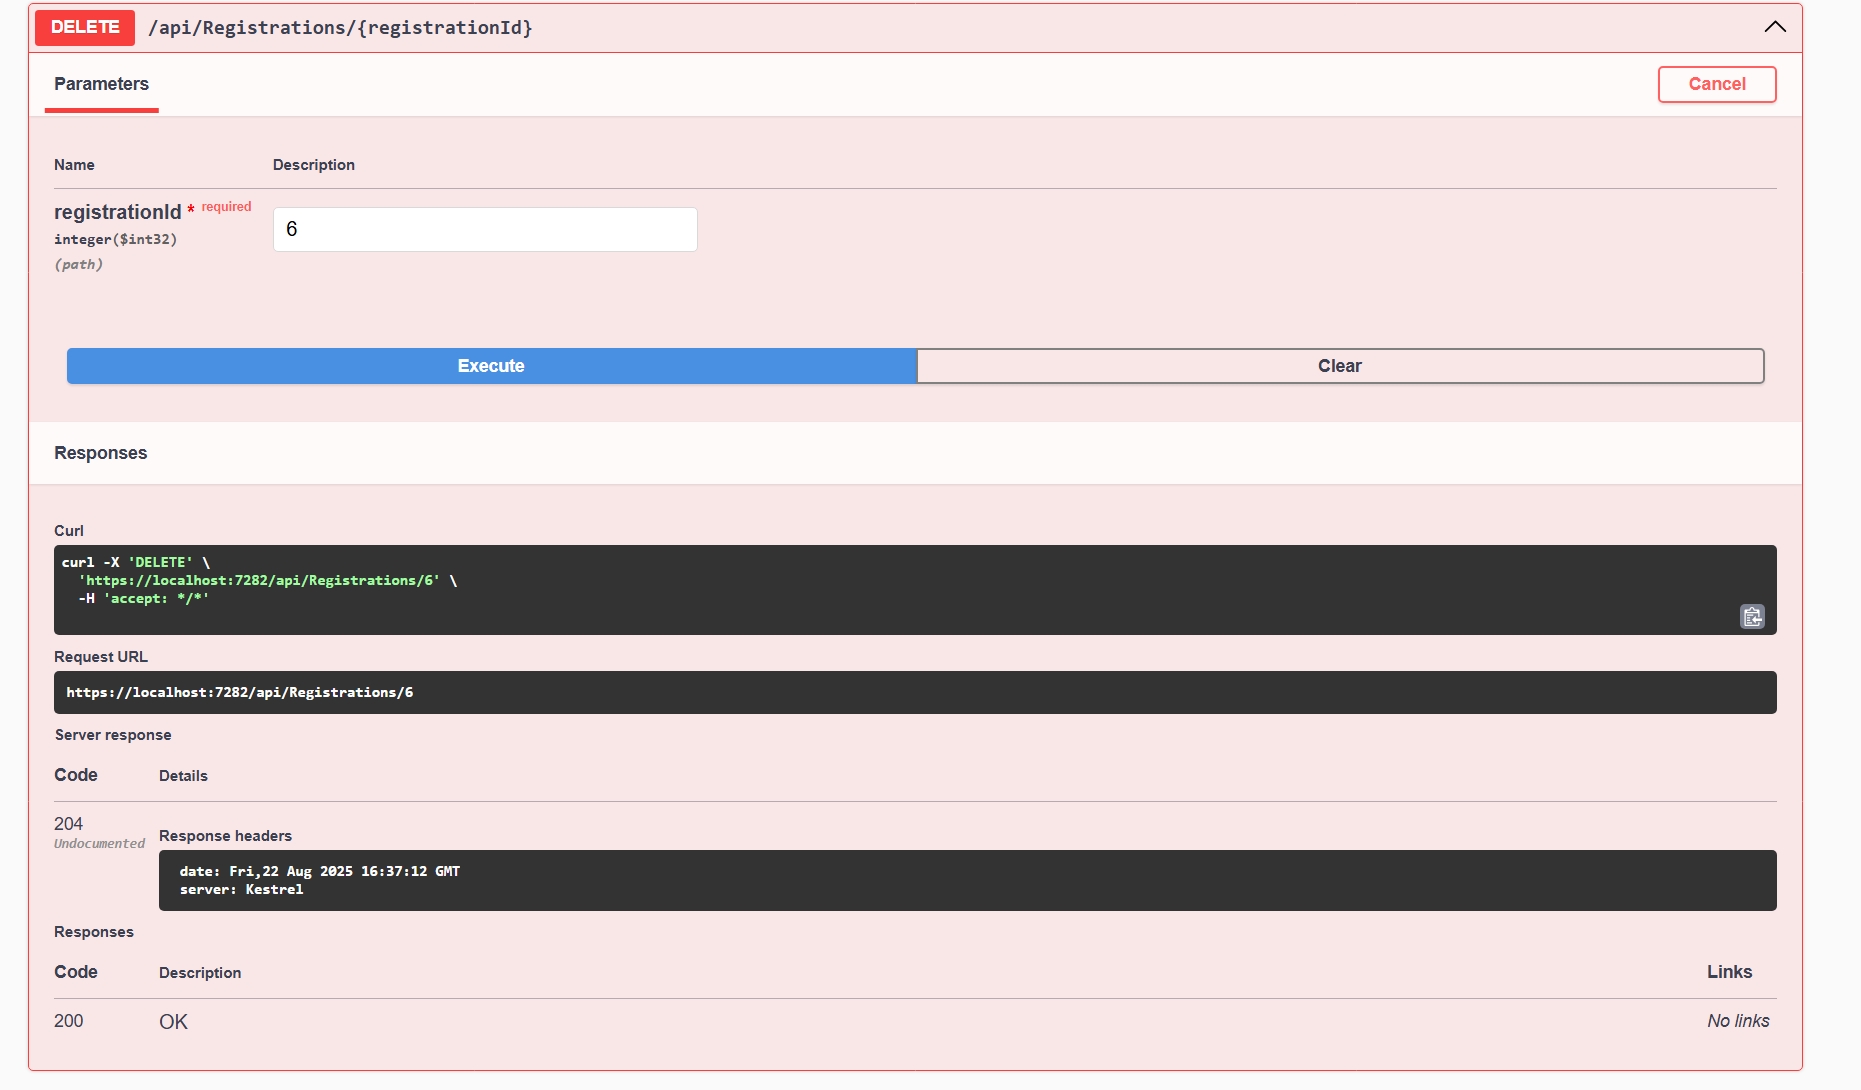 DELETE /api/Registrations/{registrationId}
Parameters
Cancel
Name Description
registrationId * required
integer($int32)
(path)
6
Execute Clear
Responses
Curl
curl -X 'DELETE' \
'https://localhost:7282/api/Registrations/6' \
-H 'accept: */*'
Request URL
https://localhost:7282/api/Registrations/6
Server response
Code Details
204
Undocumented
Response headers
date: Fri,22 Aug 2025 16:37:12 GMT
server: Kestrel
Responses
Code Description Links
200 OK No links